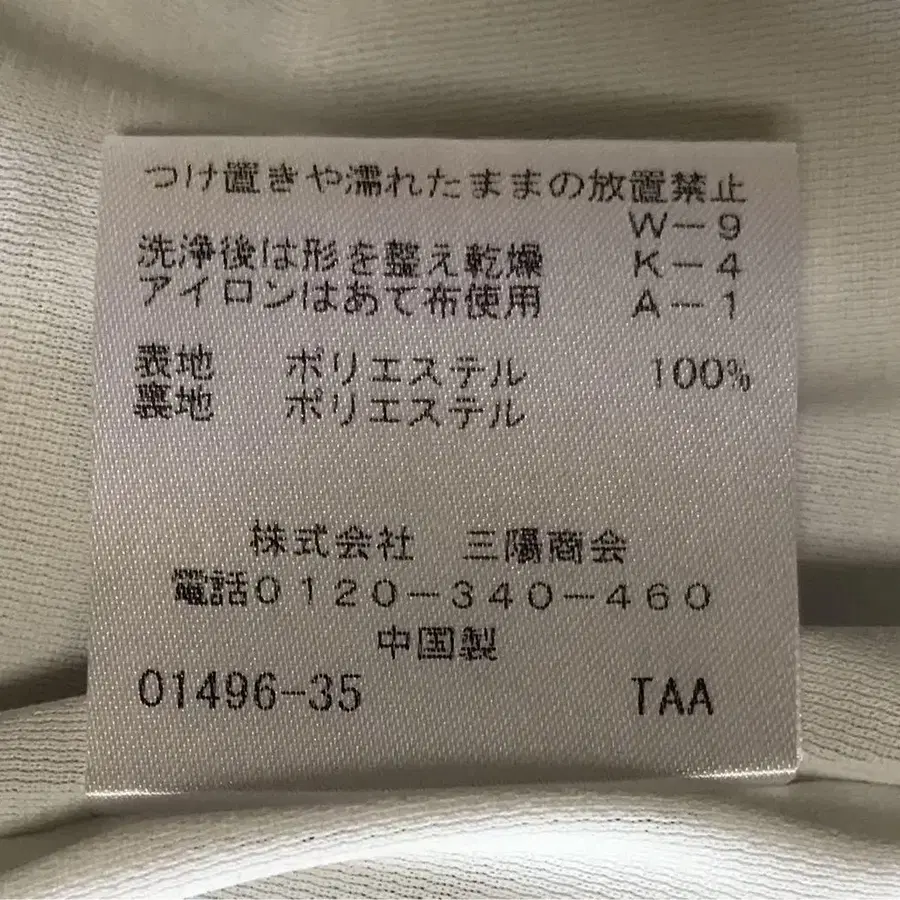 つけ置きや濡れたままの放置禁止
W-9
洗浄後は形を整え乾燥 K-4
アイロンはあて布使用 A-1
表地 ポリエステル 100%
裏地 ポリエステル
株式会社 三陽商会
電話0120-340-460
中国製
01496-35 TAA